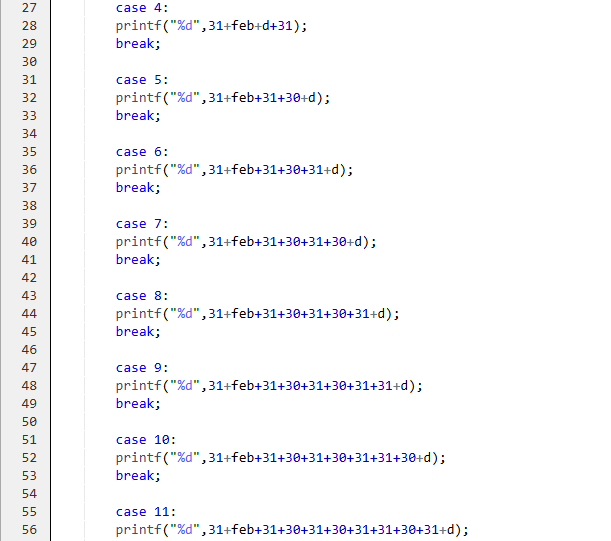 27 case 4:
28 printf("%d",31+feb+d+31);
29 break;
30
31 case 5:
32 printf("%d",31+feb+31+30+d);
33 break;
34
35 case 6:
36 printf("%d",31+feb+31+30+31+d);
37 break;
38
39 case 7:
40 printf("%d",31+feb+31+30+31+30+d);
41 break;
42
43 case 8:
44 printf("%d",31+feb+31+30+31+30+31+d);
45 break;
46
47 case 9:
48 printf("%d",31+feb+31+30+31+30+31+31+d);
49 break;
50
51 case 10:
52 printf("%d",31+feb+31+30+31+30+31+31+30+d);
53 break;
54
55 case 11:
56 printf("%d",31+feb+31+30+31+30+31+31+30+31+d);